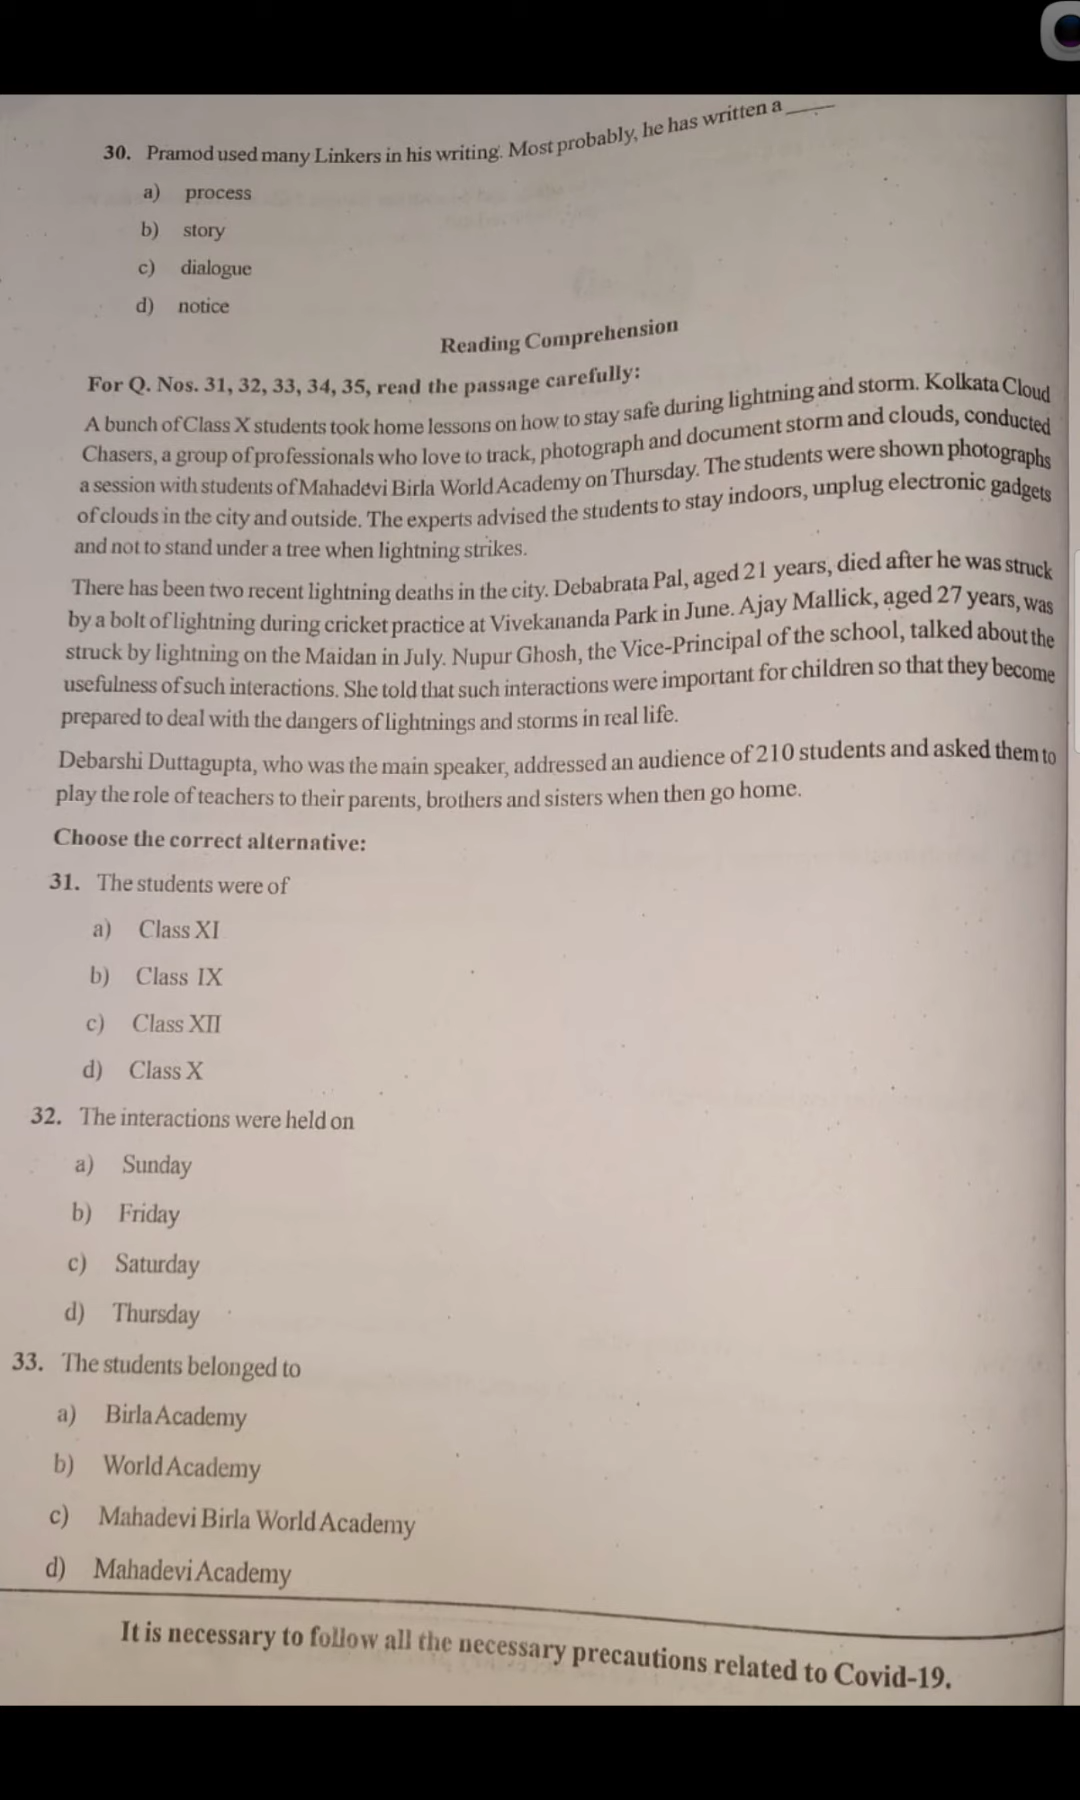 30. Pramod used many Linkers in his writing. Most probably, he has written a ____
a) process
b) story
c) dialogue
d) notice
Reading Comprehension
For Q. Nos. 31, 32, 33, 34, 35, read the passage carefully:
A bunch of Class X students took home lessons on how to stay safe during lightning and storm. Kolkata Cloud
Chasers, a group of professionals who love to track, photograph and document storm and clouds, conducted
a session with students of Mahadevi Birla World Academy on Thursday. The students were shown photographs
of clouds in the city and outside. The experts advised the students to stay indoors, unplug electronic gadgets
and not to stand under a tree when lightning strikes.
There has been two recent lightning deaths in the city. Debabrata Pal, aged 21 years, died after he was struck
by a bolt of lightning during cricket practice at Vivekananda Park in June. Ajay Mallick, aged 27 years, was
struck by lightning on the Maidan in July. Nupur Ghosh, the Vice-Principal of the school, talked about the
usefulness of such interactions. She told that such interactions were important for children so that they become
prepared to deal with the dangers of lightnings and storms in real life.
Debarshi Duttagupta, who was the main speaker, addressed an audience of 210 students and asked them to
play the role of teachers to their parents, brothers and sisters when then go home.
Choose the correct alternative:
31. The students were of
a) Class XI
b) Class IX
c) Class XII
d) Class X
32. The interactions were held on
a) Sunday
b) Friday
c) Saturday
d) Thursday
33. The students belonged to
a) Birla Academy
b) World Academy
c) Mahadevi Birla World Academy
d) Mahadevi Academy
It is necessary to follow all the necessary precautions related to Covid-19.